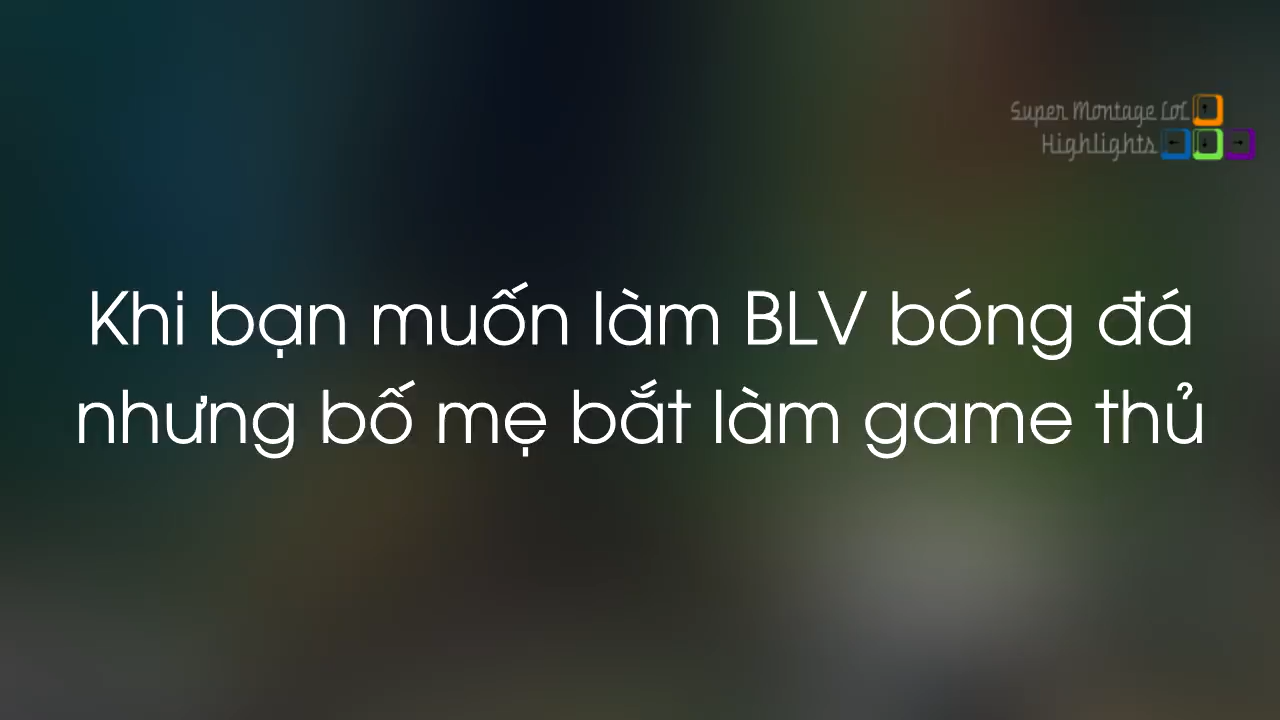 Super Montage LoL
Highlights
Khi bạn muốn làm BLV bóng đá
nhưng bố mẹ bắt làm game thủ